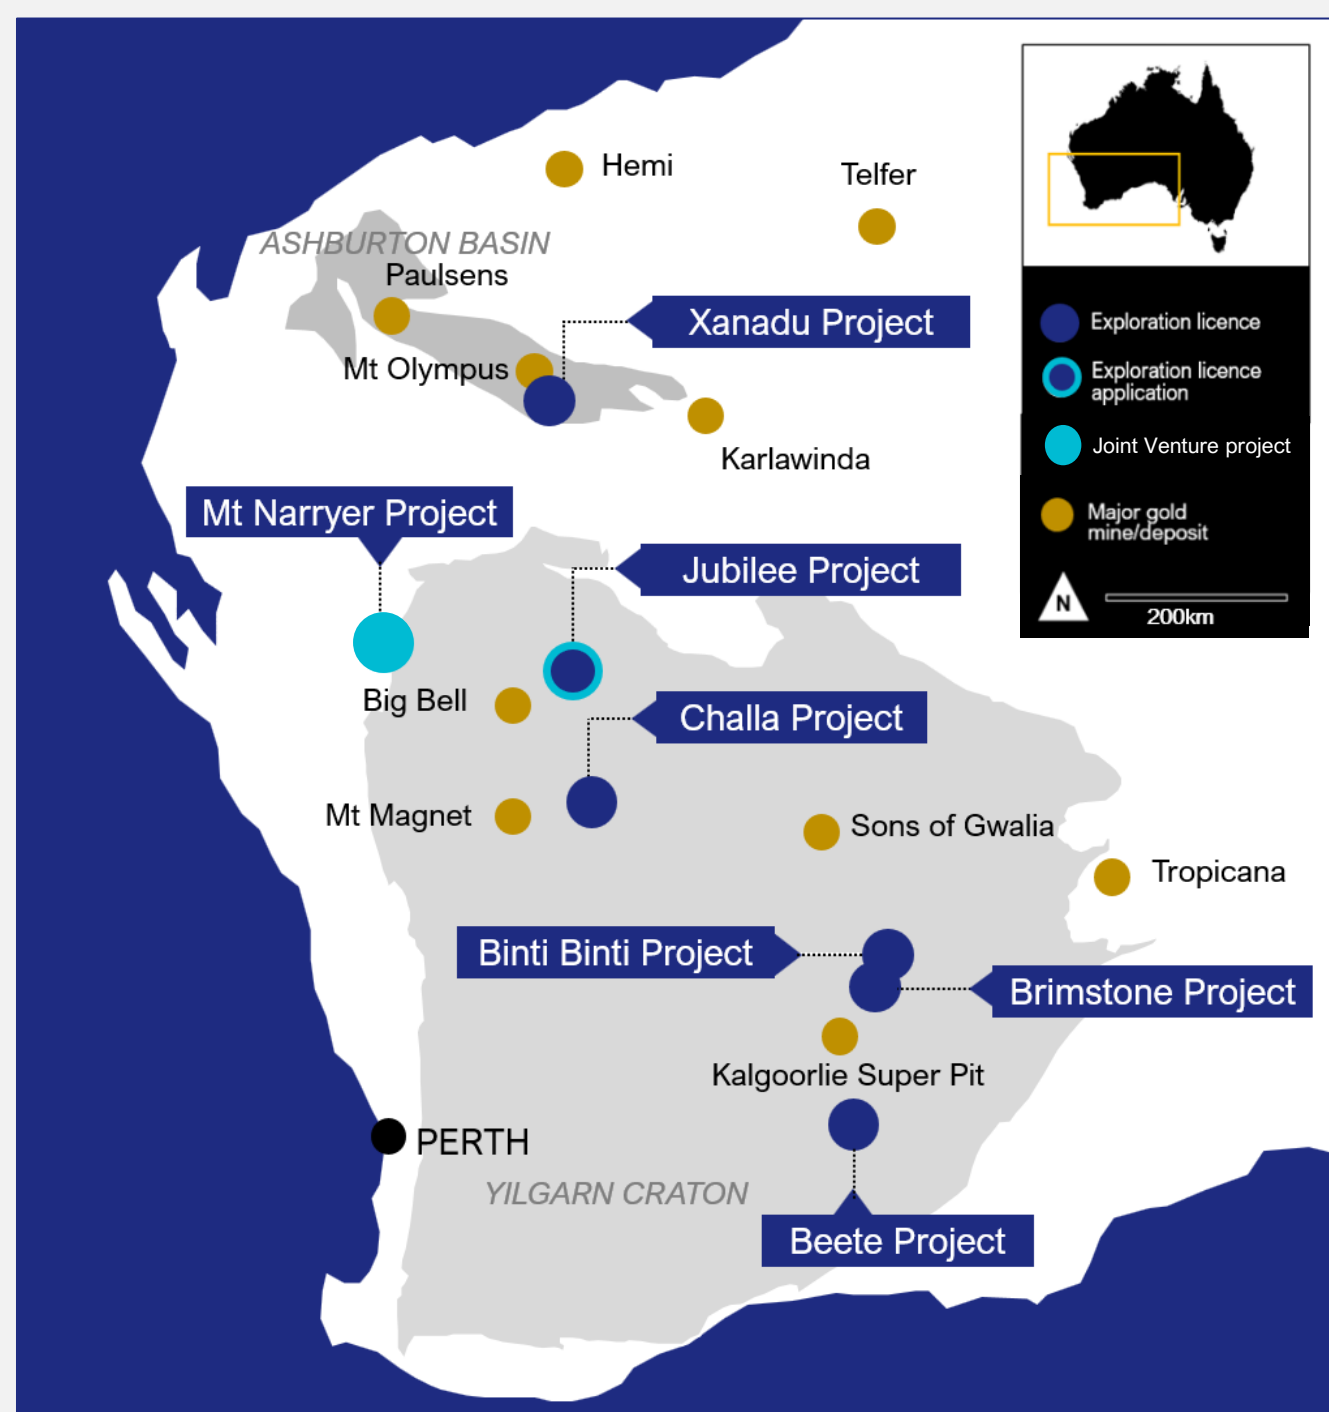 Hemi
Telfer
ASHBURTON BASIN
Paulsens
Xanadu Project
Mt Olympus
Karlawinda
Mt Narryer Project
Jubilee Project
Big Bell
Challa Project
Mt Magnet
Sons of Gwalia
Tropicana
Binti Binti Project
Brimstone Project
Kalgoorlie Super Pit
PERTH
YILGARN CRATON
Beete Project
Exploration licence
Exploration licence
application
Joint Venture project
Major gold
mine/deposit
N
200km